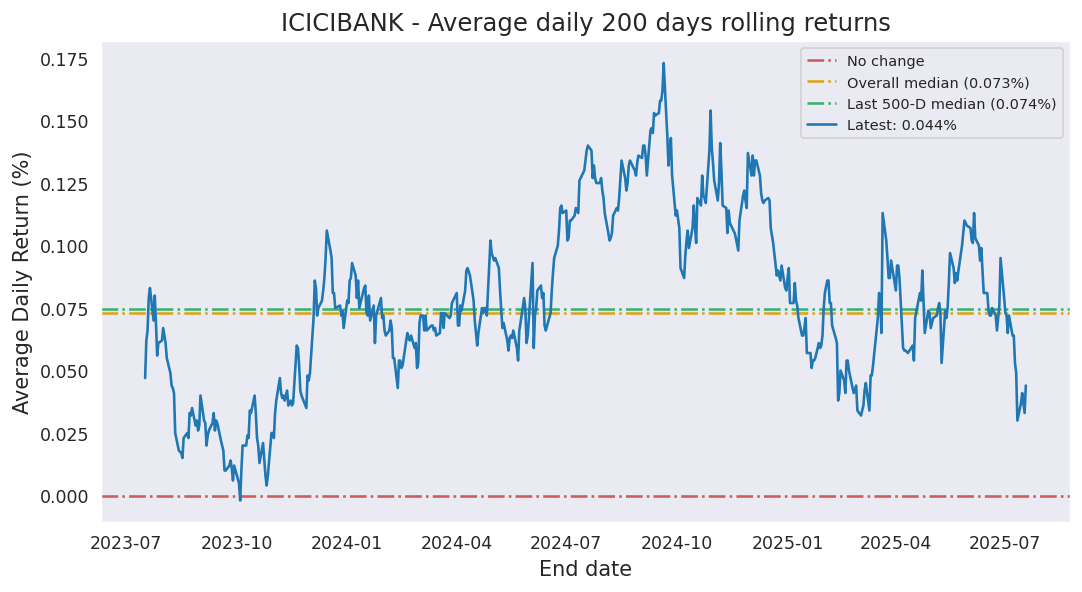 ICICIBANK - Average daily 200 days rolling returns
No change
Overall median (0.073%)
Last 500-D median (0.074%)
Latest: 0.044%
Average Daily Return (%)
0.175
0.150
0.125
0.100
0.075
0.050
0.025
0.000
2023-07 2023-10 2024-01 2024-04 2024-07 2024-10 2025-01 2025-04 2025-07
End date